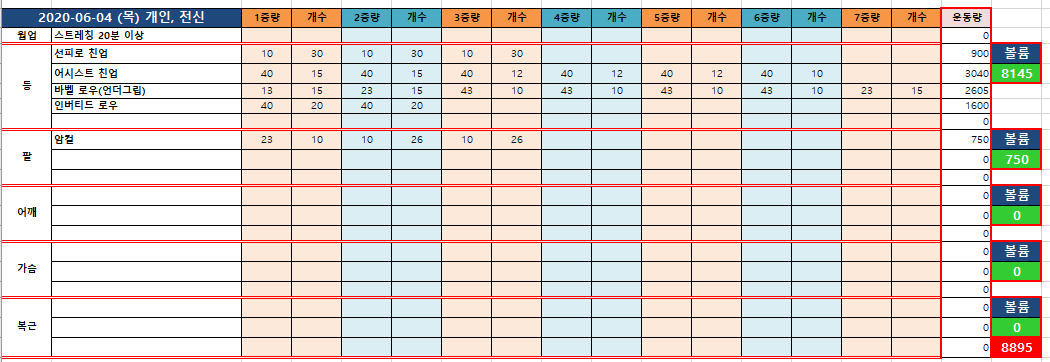 2020-06-04 (목) 개인, 전신 1중량 개수 2중량 개수 3중량 개수 4중량 개수 5중량 개수 6중량 개수 7중량 개수 운동량
웜업 스트레칭 20분 이상 0
등 선피로 친업 10 30 10 30 10 30 900 볼륨
어시스트 친업 40 15 40 15 40 12 40 12 40 12 40 10 3040 8145
바벨 로우(언더그립) 13 15 23 15 43 10 43 10 43 10 43 10 23 15 2605
인버티드 로우 40 20 40 20 1600
0
팔 암컬 23 10 10 26 10 26 750 볼륨
0 750
0
어깨 0 볼륨
0 0
0
가슴 0 볼륨
0 0
0
복근 0 볼륨
0 0
0 8895